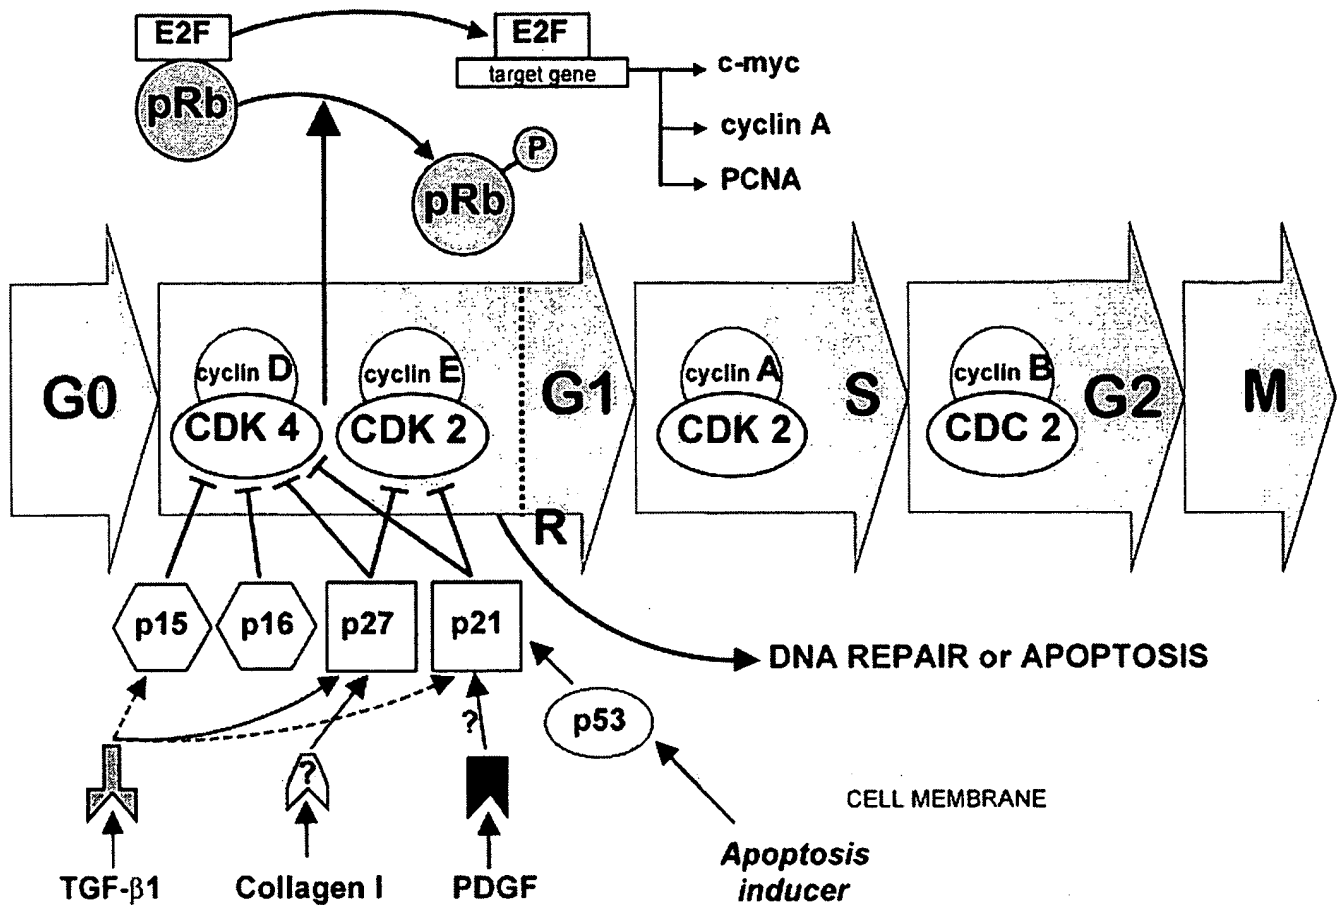 E2F
E2F
target gene
c-myc
pRb
cyclin A
P
PCNA
pRb
cyclin D
cyclin E
cyclin A
cyclin B
G0
CDK 4
CDK 2
G1
CDK 2
S
CDC 2
G2
M
R
p15
p16
p27
p21
DNA REPAIR or APOPTOSIS
?
p53
?
CELL MEMBRANE
Apoptosis
inducer
TGF-β1
Collagen I
PDGF